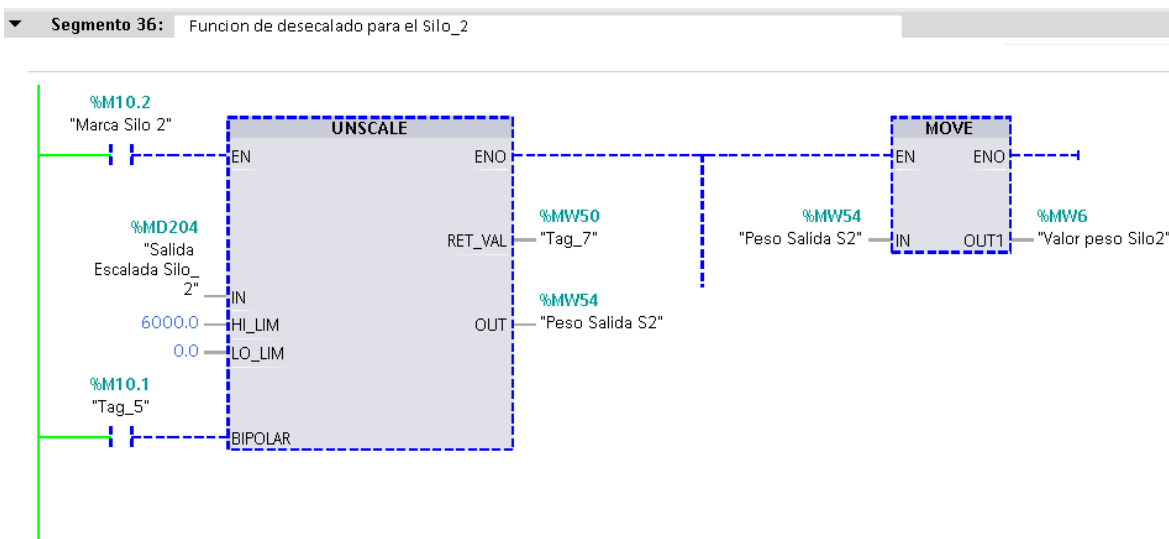 Segmento 36: Funcion de desecalado para el Silo_2
%M10.2
"Marca Silo 2"
UNSCALE
MOVE
EN
ENO
EN
ENO
%MD204
"Salida
Escalada Silo_
2"
IN
%MW50
RET_VAL
"Tag_7"
%MW54
"Peso Salida S2"
IN
OUT1
%MW6
"Valor peso Silo2"
6000.0
HI_LIM
%MW54
OUT
"Peso Salida S2"
0.0
LO_LIM
%M10.1
"Tag_5"
BIPOLAR